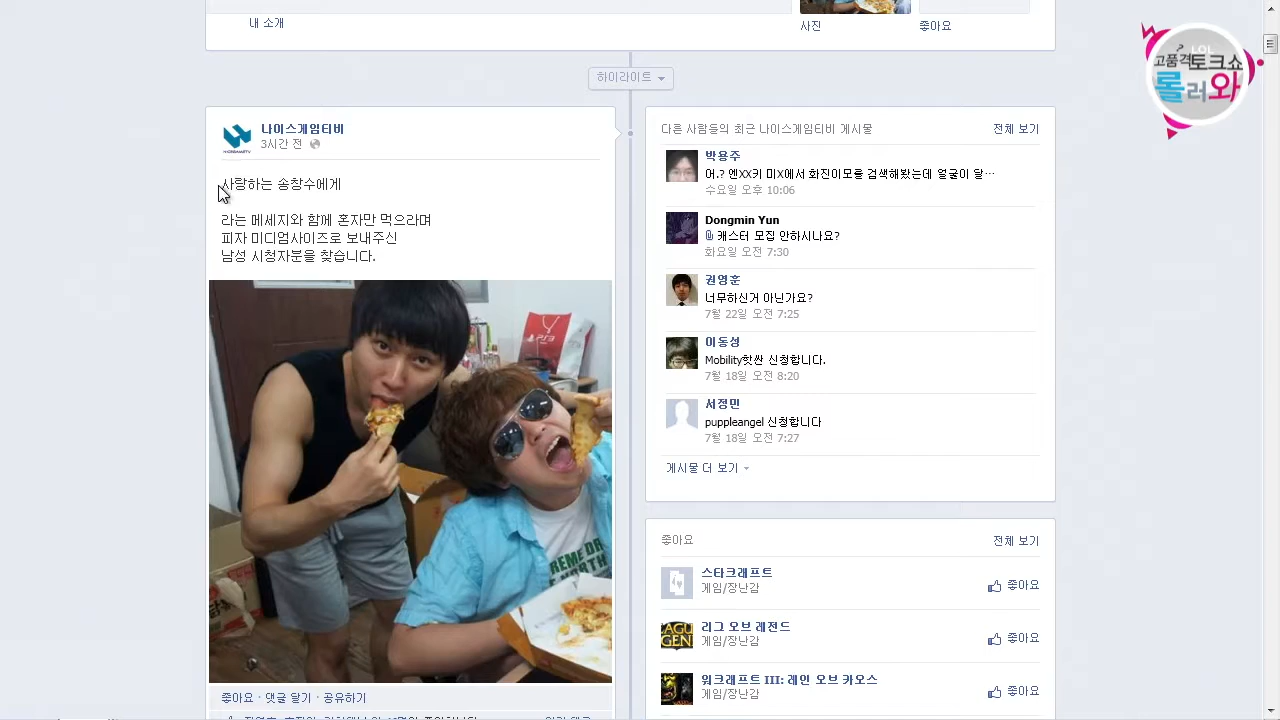 내 소개
사진
좋아요
LOL
고품격토크쇼
롤러와
하이라이트
나이스게임티비
3시간 전
사랑하는 송창수에게
라는 메세지와 함께 혼자만 먹으라며
피자 미디엄사이즈로 보내주신
남성 시청자분을 찾습니다.
PS3
좋아요 · 댓글 달기 · 공유하기
나이스게임티비 게시물
전체 보기
박용주
어.? 엔XX키 미X에서 화진이모를 검색해봤는데 얼굴이 달…
수요일 오후 10:06
Dongmin Yun
캐스터 모집 안하시나요?
화요일 오전 7:30
권영훈
너무하신거 아닌가요?
7월 22일 오전 7:25
이동성
Mobility핫싼 신청합니다.
7월 18일 오전 8:20
서정민
puppleangel 신청합니다
7월 18일 오전 7:27
게시물 더 보기
좋아요
전체 보기
스타크래프트
게임/장난감
좋아요
리그 오브 레전드
게임/장난감
좋아요
워크래프트 III: 레인 오브 카오스
게임/장난감
좋아요